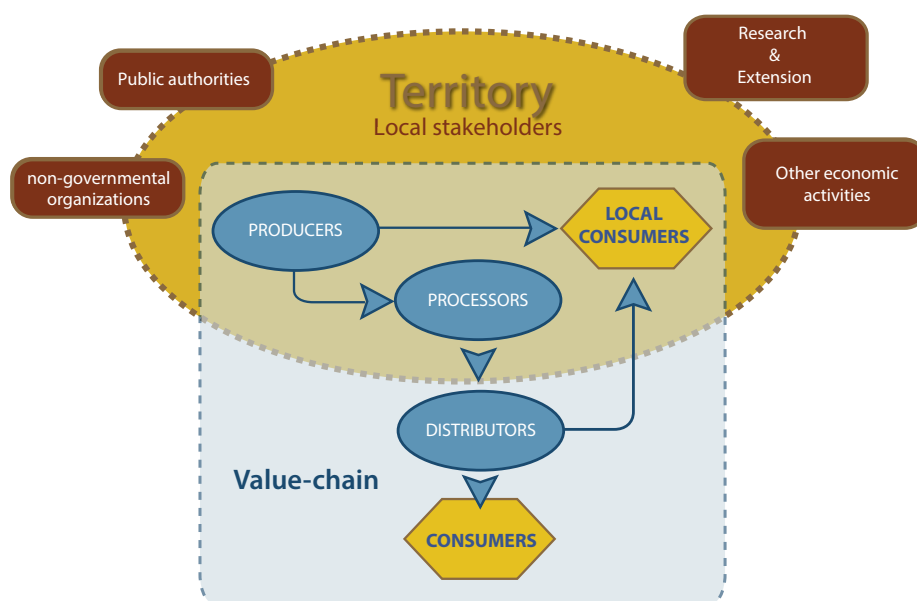 Public authorities
Research
&
Extension
Territory
Local stakeholders
non-governmental
organizations
Other economic
activities
PRODUCERS
LOCAL
CONSUMERS
PROCESSORS
DISTRIBUTORS
Value-chain
CONSUMERS